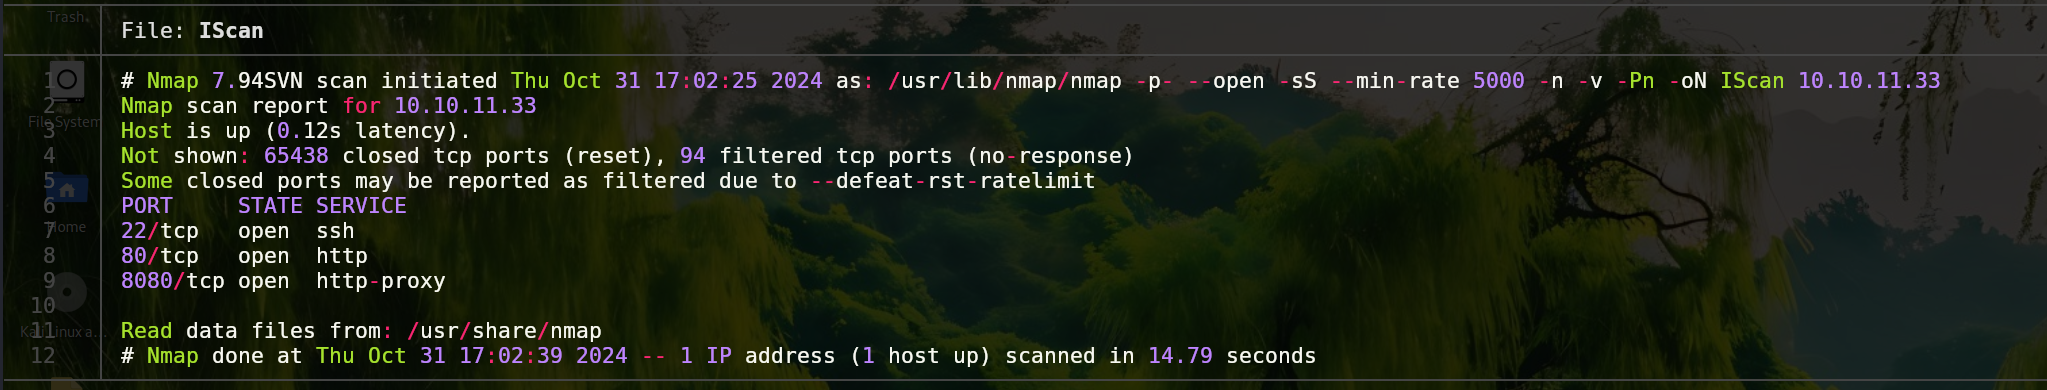 Trash
File: IScan
1 # Nmap 7.94SVN scan initiated Thu Oct 31 17:02:25 2024 as: /usr/lib/nmap/nmap -p- --open -sS --min-rate 5000 -n -v -Pn -oN IScan 10.10.11.33
2 Nmap scan report for 10.10.11.33
File System
3 Host is up (0.12s latency).
4 Not shown: 65438 closed tcp ports (reset), 94 filtered tcp ports (no-response)
5 Some closed ports may be reported as filtered due to --defeat-rst-ratelimit
6 PORT     STATE SERVICE
Home
7 22/tcp   open  ssh
8 80/tcp   open  http
9 8080/tcp open  http-proxy
10
Kali Linux a...
11 Read data files from: /usr/share/nmap
12 # Nmap done at Thu Oct 31 17:02:39 2024 -- 1 IP address (1 host up) scanned in 14.79 seconds